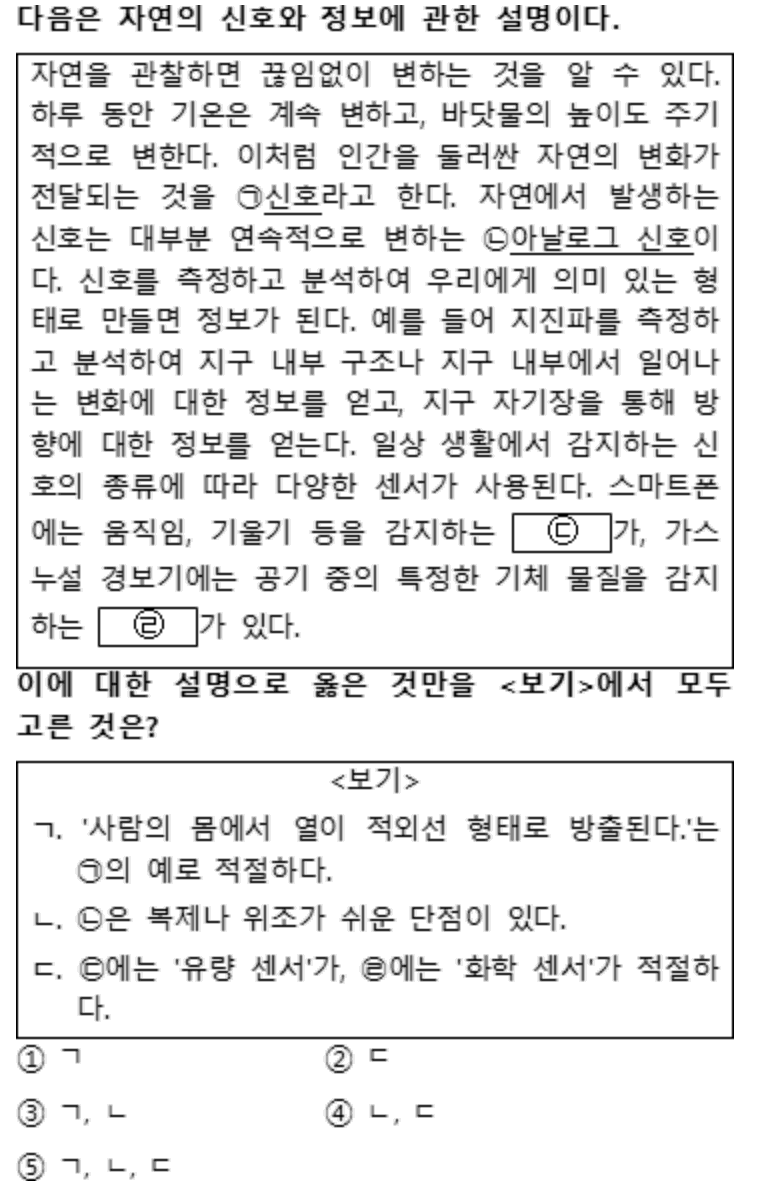 다음은 자연의 신호와 정보에 관한 설명이다.
자연을 관찰하면 끊임없이 변하는 것을 알 수 있다.
하루 동안 기온은 계속 변하고, 바닷물의 높이도 주기
적으로 변한다. 이처럼 인간을 둘러싼 자연의 변화가
전달되는 것을 ㉠신호라고 한다. 자연에서 발생하는
신호는 대부분 연속적으로 변하는 ㉡아날로그 신호이
다. 신호를 측정하고 분석하여 우리에게 의미 있는 형
태로 만들면 정보가 된다. 예를 들어 지진파를 측정하
고 분석하여 지구 내부 구조나 지구 내부에서 일어나
는 변화에 대한 정보를 얻고, 지구 자기장을 통해 방
향에 대한 정보를 얻는다. 일상 생활에서 감지하는 신
호의 종류에 따라 다양한 센서가 사용된다. 스마트폰
에는 움직임, 기울기 등을 감지하는 ㉢ 가, 가스
누설 경보기에는 공기 중의 특정한 기체 물질을 감지
하는 ㉣ 가 있다.
이에 대한 설명으로 옳은 것만을 <보기>에서 모두
고른 것은?
<보기>
ㄱ. '사람의 몸에서 열이 적외선 형태로 방출된다.'는
㉠의 예로 적절하다.
ㄴ. ㉡은 복제나 위조가 쉬운 단점이 있다.
ㄷ. ㉢에는 '유량 센서'가, ㉣에는 '화학 센서'가 적절하
다.
① ㄱ ② ㄷ
③ ㄱ, ㄴ ④ ㄴ, ㄷ
⑤ ㄱ, ㄴ, ㄷ